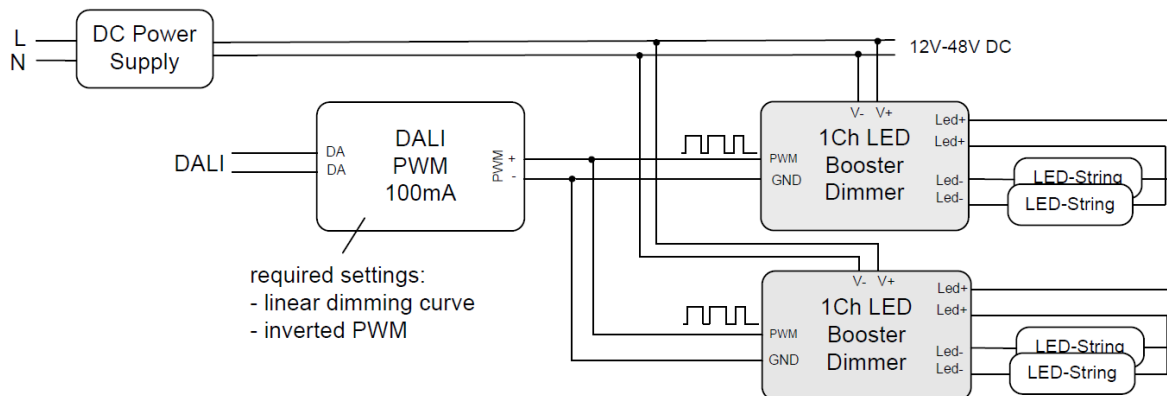 L
N
DC Power
Supply
12V-48V DC
DALI
DA
DA
DALI
PWM
100mA
PWM
+
-
required settings:
- linear dimming curve
- inverted PWM
V-
V+
PWM
GND
1Ch LED
Booster
Dimmer
Led+
Led+
Led-
Led-
LED-String
LED-String
V-
V+
PWM
GND
1Ch LED
Booster
Dimmer
Led+
Led+
Led-
Led-
LED-String
LED-String